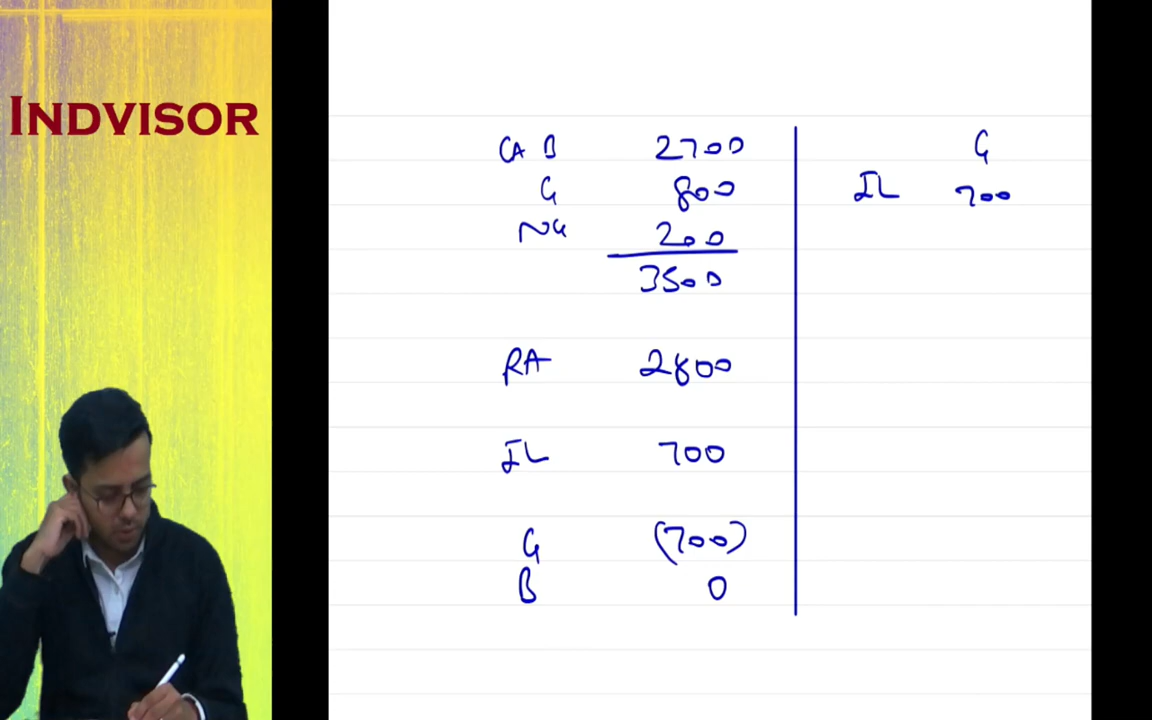 INDVISOR
CA B 2700
G 800
NG 200
3500
RA 2800
IL 700
G (700)
B 0
G
IL 700